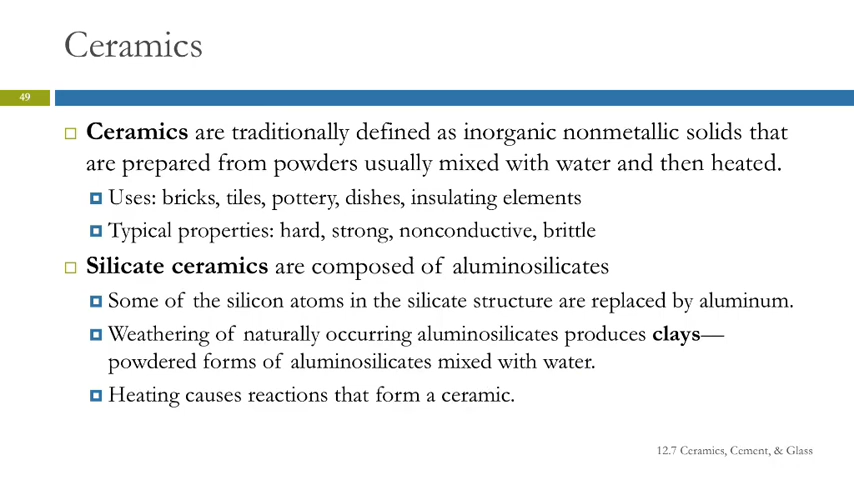 Ceramics
49
Ceramics are traditionally defined as inorganic nonmetallic solids that
are prepared from powders usually mixed with water and then heated.
Uses: bricks, tiles, pottery, dishes, insulating elements
Typical properties: hard, strong, nonconductive, brittle
Silicate ceramics are composed of aluminosilicates
Some of the silicon atoms in the silicate structure are replaced by aluminum.
Weathering of naturally occurring aluminosilicates produces clays—
powdered forms of aluminosilicates mixed with water.
Heating causes reactions that form a ceramic.
12.7 Ceramics, Cement, & Glass